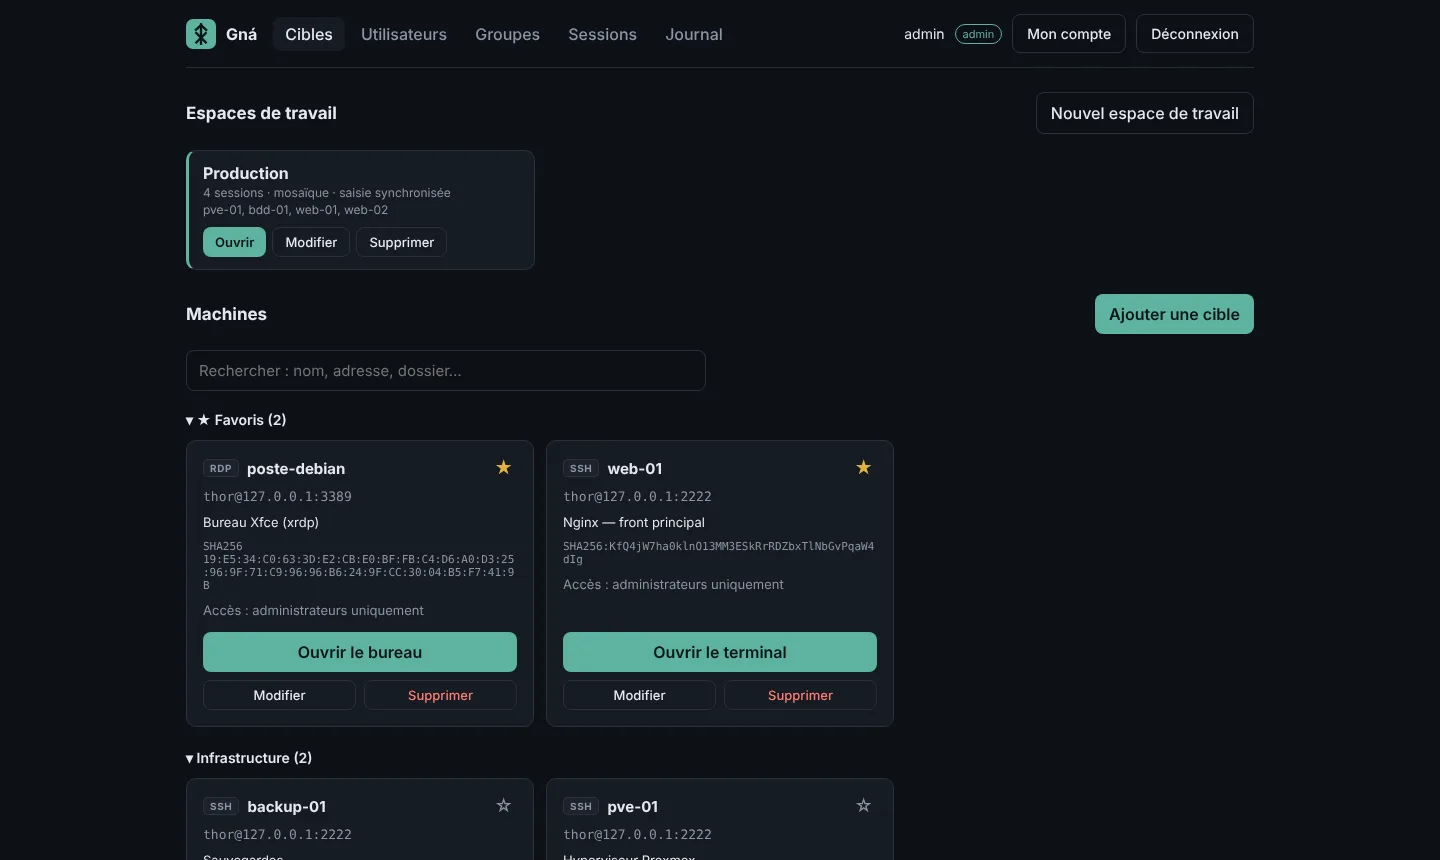 Gná
Cibles
Utilisateurs
Groupes
Sessions
Journal
admin
admin
Mon compte
Déconnexion
Espaces de travail
Nouvel espace de travail
Production
4 sessions · mosaïque · saisie synchronisée
pve-01, bdd-01, web-01, web-02
Ouvrir
Modifier
Supprimer
Machines
Ajouter une cible
Rechercher : nom, adresse, dossier…
▾ ★ Favoris (2)
RDP poste-debian ★
thor@127.0.0.1:3389
Bureau Xfce (xrdp)
SHA256
19:E5:34:C0:63:3D:E2:CB:E0:BF:FB:C4:D6:A0:D3:25
:96:9F:71:C9:96:96:B6:24:9F:CC:30:04:B5:F7:41:9
B
Accès : administrateurs uniquement
Ouvrir le bureau
Modifier
Supprimer
SSH web-01 ★
thor@127.0.0.1:2222
Nginx — front principal
SHA256:KfQ4jW7ha0klnO13MM3ESkRrRDZbxTlNbGvPqaW4
dIg
Accès : administrateurs uniquement
Ouvrir le terminal
Modifier
Supprimer
▾ Infrastructure (2)
SSH backup-01 ☆
thor@127.0.0.1:2222
Sauvegardes
SSH pve-01 ☆
thor@127.0.0.1:2222
Hyperviseur Proxmox